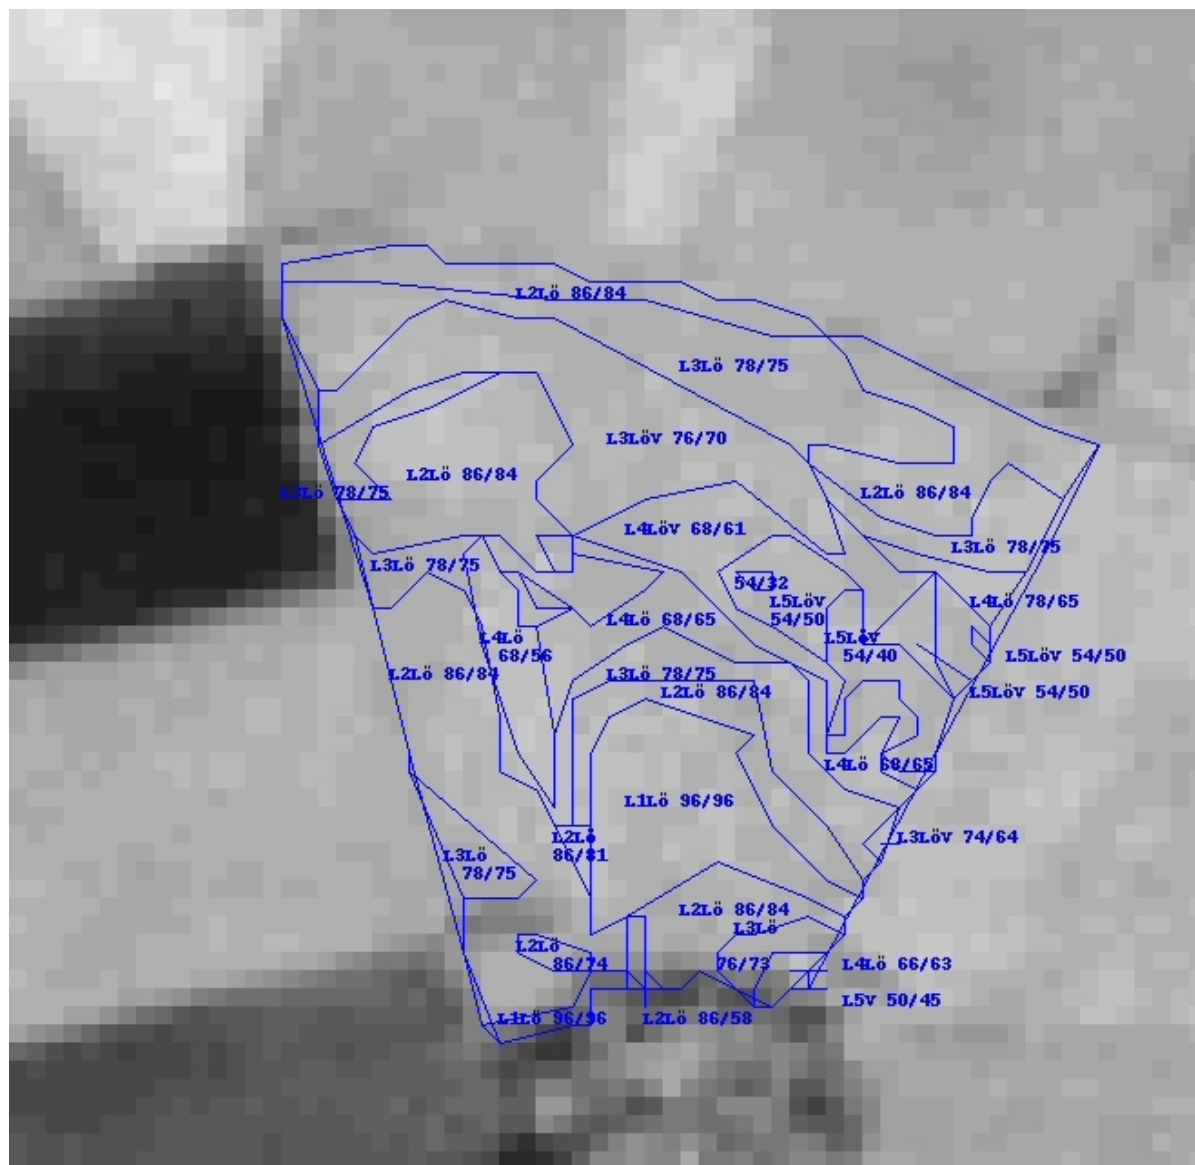 L2Lö 86/84
L3Lö 78/75
L3Löv 76/70
L2Lö 86/84
L3Lö 78/75
L2Lö 86/84
L4Löv 68/61
L3Lö 78/75
L3Lö 78/75
54/32
L5Löv
54/50
L4Lö 78/65
L4Lö 68/65
L4Lö
68/56
L5Löv
54/40
L5Löv 54/50
L2Lö 86/84
L3Lö 78/75
L2Lö 86/84
L5Löv 54/50
L4Lö 68/65
L1Lö 96/96
L2Lö
86/81
L3Löv 74/64
L3Lö
78/75
L2Lö 86/84
L3Lö
76/73
L2Lö
86/74
L4Lö 66/63
L5V 50/45
L1Lö 96/96
L2Lö 86/58